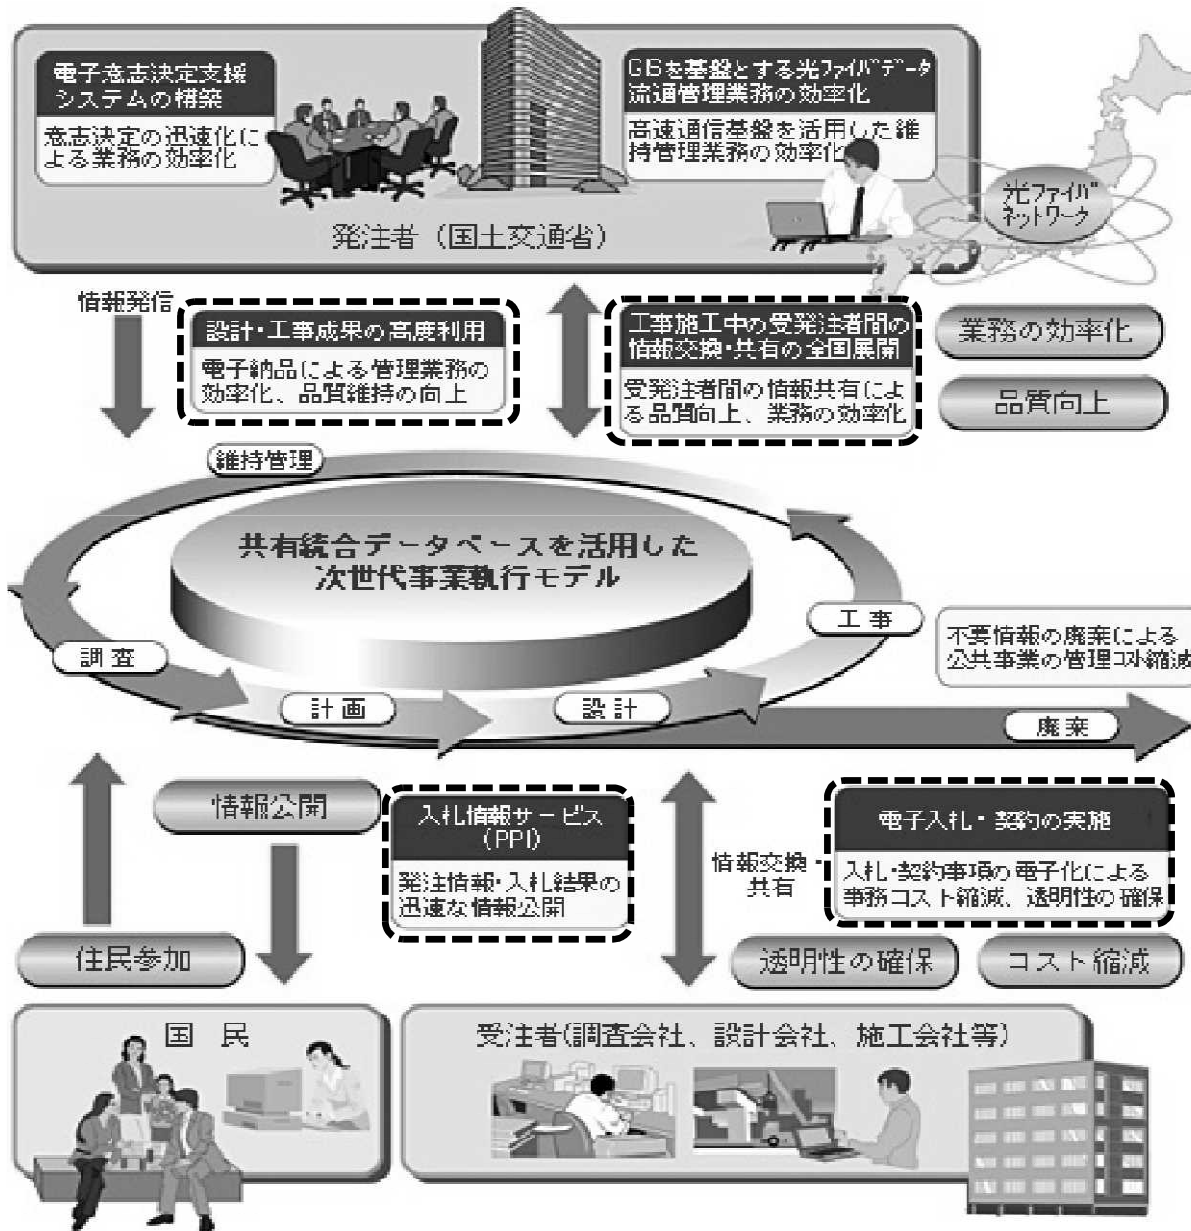 電子意志決定支援
システムの構築
意志決定の迅速化に
よる業務の効率化
GISを基盤とする光ファイバデータ
流通管理業務の効率化
高速通信基盤を活用した維
持管理業務の効率化
発注者（国土交通省）
光ファイバ
ネットワーク
情報発信
設計・工事成果の高度利用
電子納品による管理業務の
効率化、品質維持の向上
工事施工中の受発注者間の
情報交換・共有の全国展開
受発注者間の情報共有によ
る品質向上、業務の効率化
業務の効率化
品質向上
維持管理
共有統合データベースを活用した
次世代事業執行モデル
工事
調査
計画
設計
不要情報の廃棄による
公共事業の管理コスト縮減
廃棄
情報公開
入札情報サービス
(PPI)
発注情報・入札結果の
迅速な情報公開
情報交換・
共有
電子入札・契約の実施
入札・契約事項の電子化による
事務コスト縮減、透明性の確保
住民参加
透明性の確保
コスト縮減
国 民
受注者(調査会社、設計会社、施工会社等)